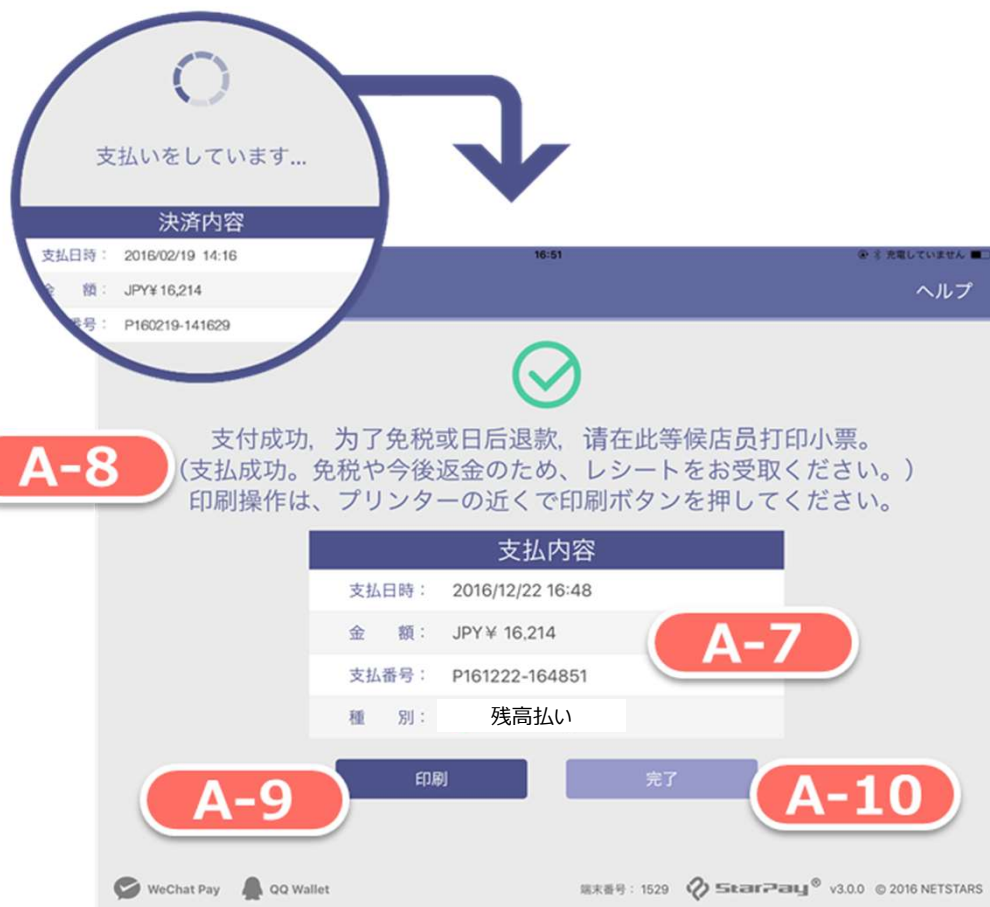 支払いをしています...
決済内容
支払日時： 2016/02/19 14:16
金 額： JPY¥ 16,214
番号： P160219-141629
16:51
充電していません
ヘルプ
A-8
支付成功，为了免税或日后退款，请在此等候店员打印小票。
(支払成功。免税や今後返金のため、レシートをお受取ください。)
印刷操作は、プリンターの近くで印刷ボタンを押してください。
支払内容
支払日時： 2016/12/22 16:48
金 額： JPY¥ 16,214
A-7
支払番号： P161222-164851
種 別： 残高払い
A-9
印刷
完了
A-10
WeChat Pay QQ Wallet
端末番号：1529 StarPay® v3.0.0 © 2016 NETSTARS